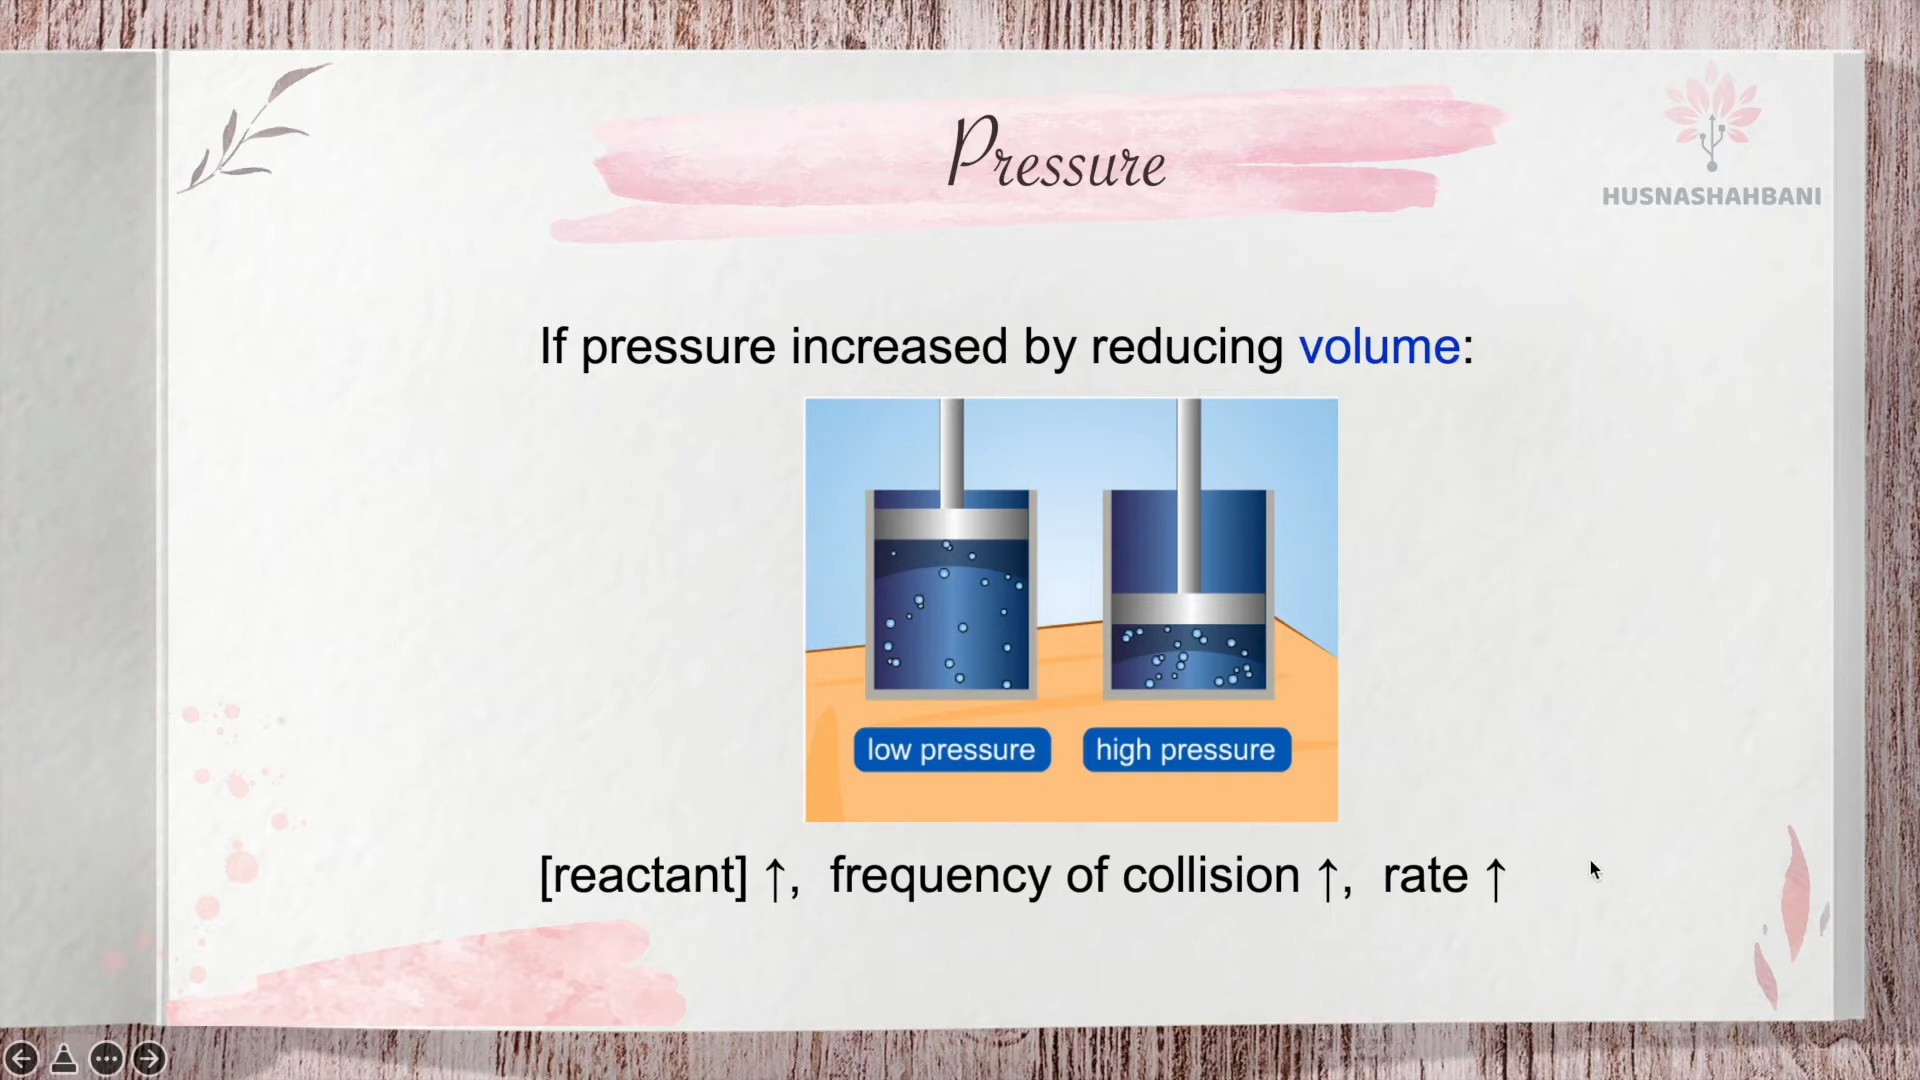 Pressure
HUSNASHAHBANI
If pressure increased by reducing volume:
low pressure
high pressure
[reactant] ↑, frequency of collision ↑, rate ↑